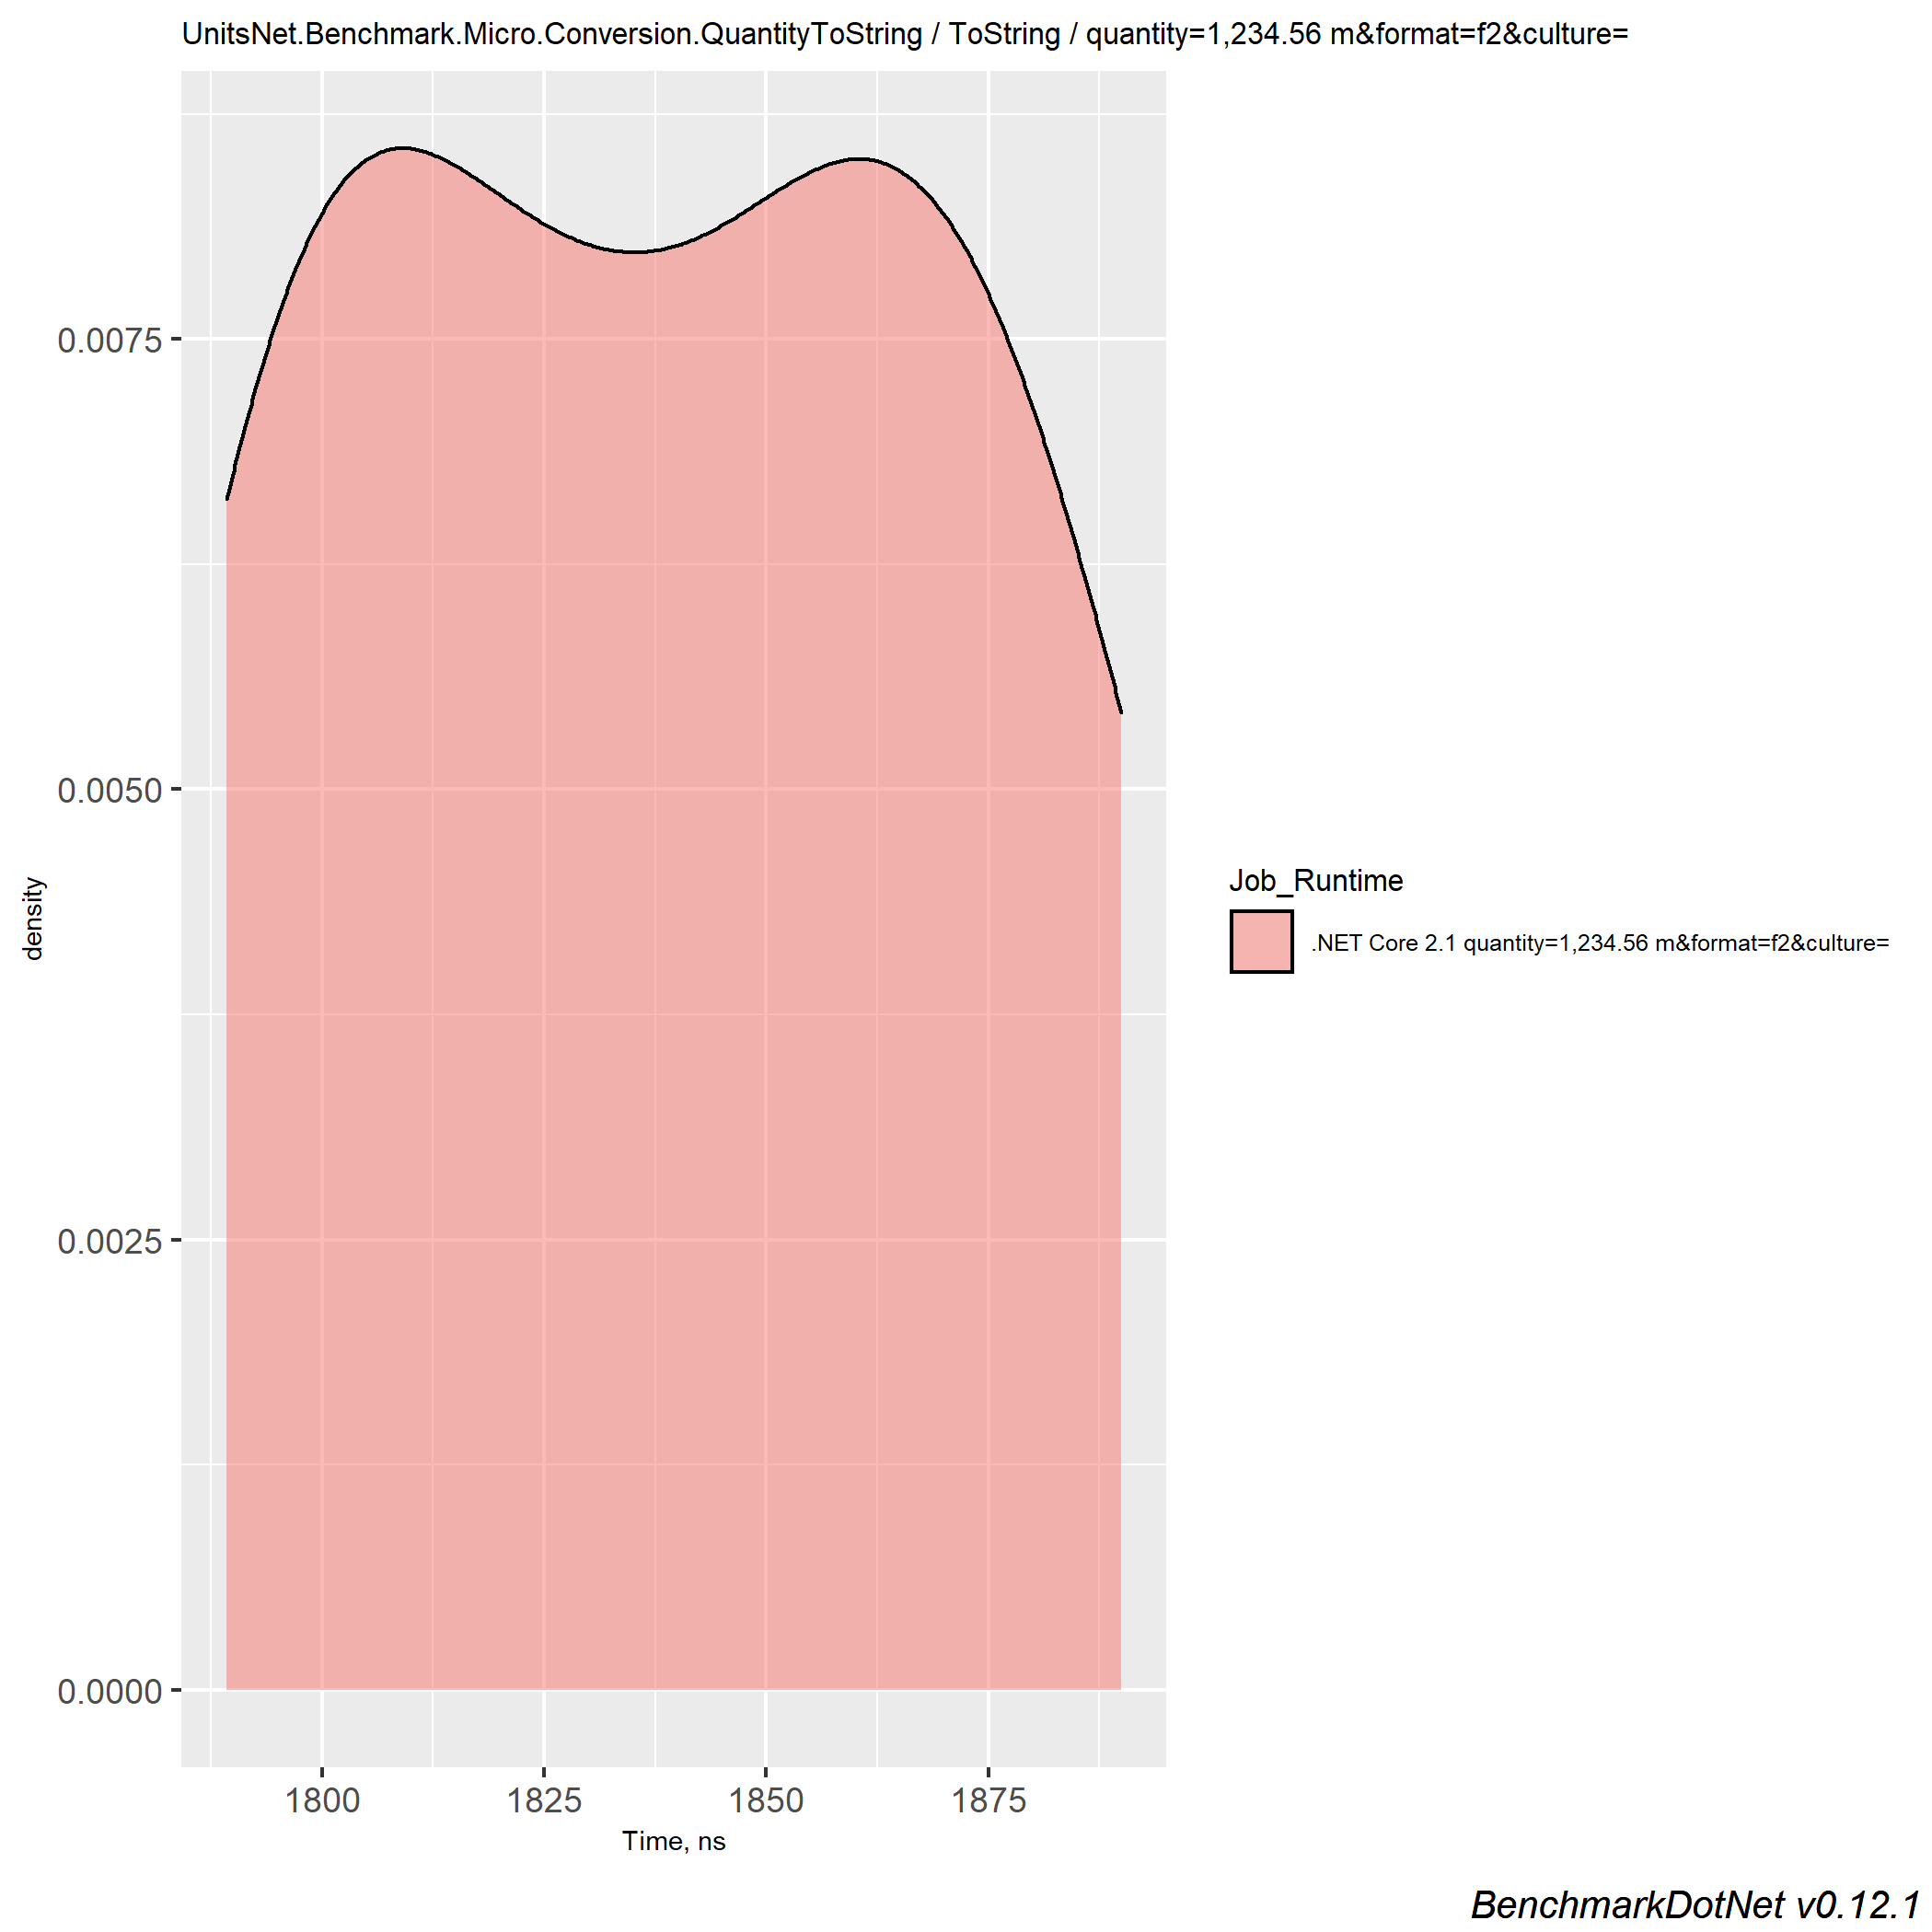 UnitsNet.Benchmark.Micro.Conversion.QuantityToString / ToString / quantity=1,234.56 m&format=f2&culture=
0.0075
0.0050
0.0025
0.0000
density
1800 1825 1850 1875
Time, ns
Job_Runtime
.NET Core 2.1 quantity=1,234.56 m&format=f2&culture=
BenchmarkDotNet v0.12.1